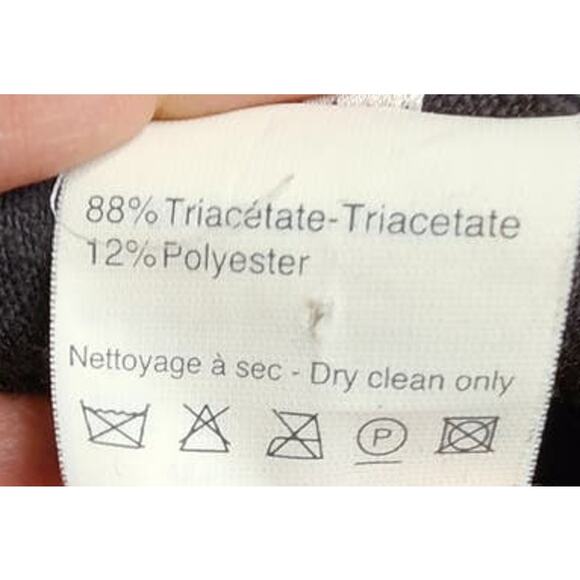 88% Triacétate-Triacetate
12% Polyester
Nettoyage à sec - Dry clean only
P